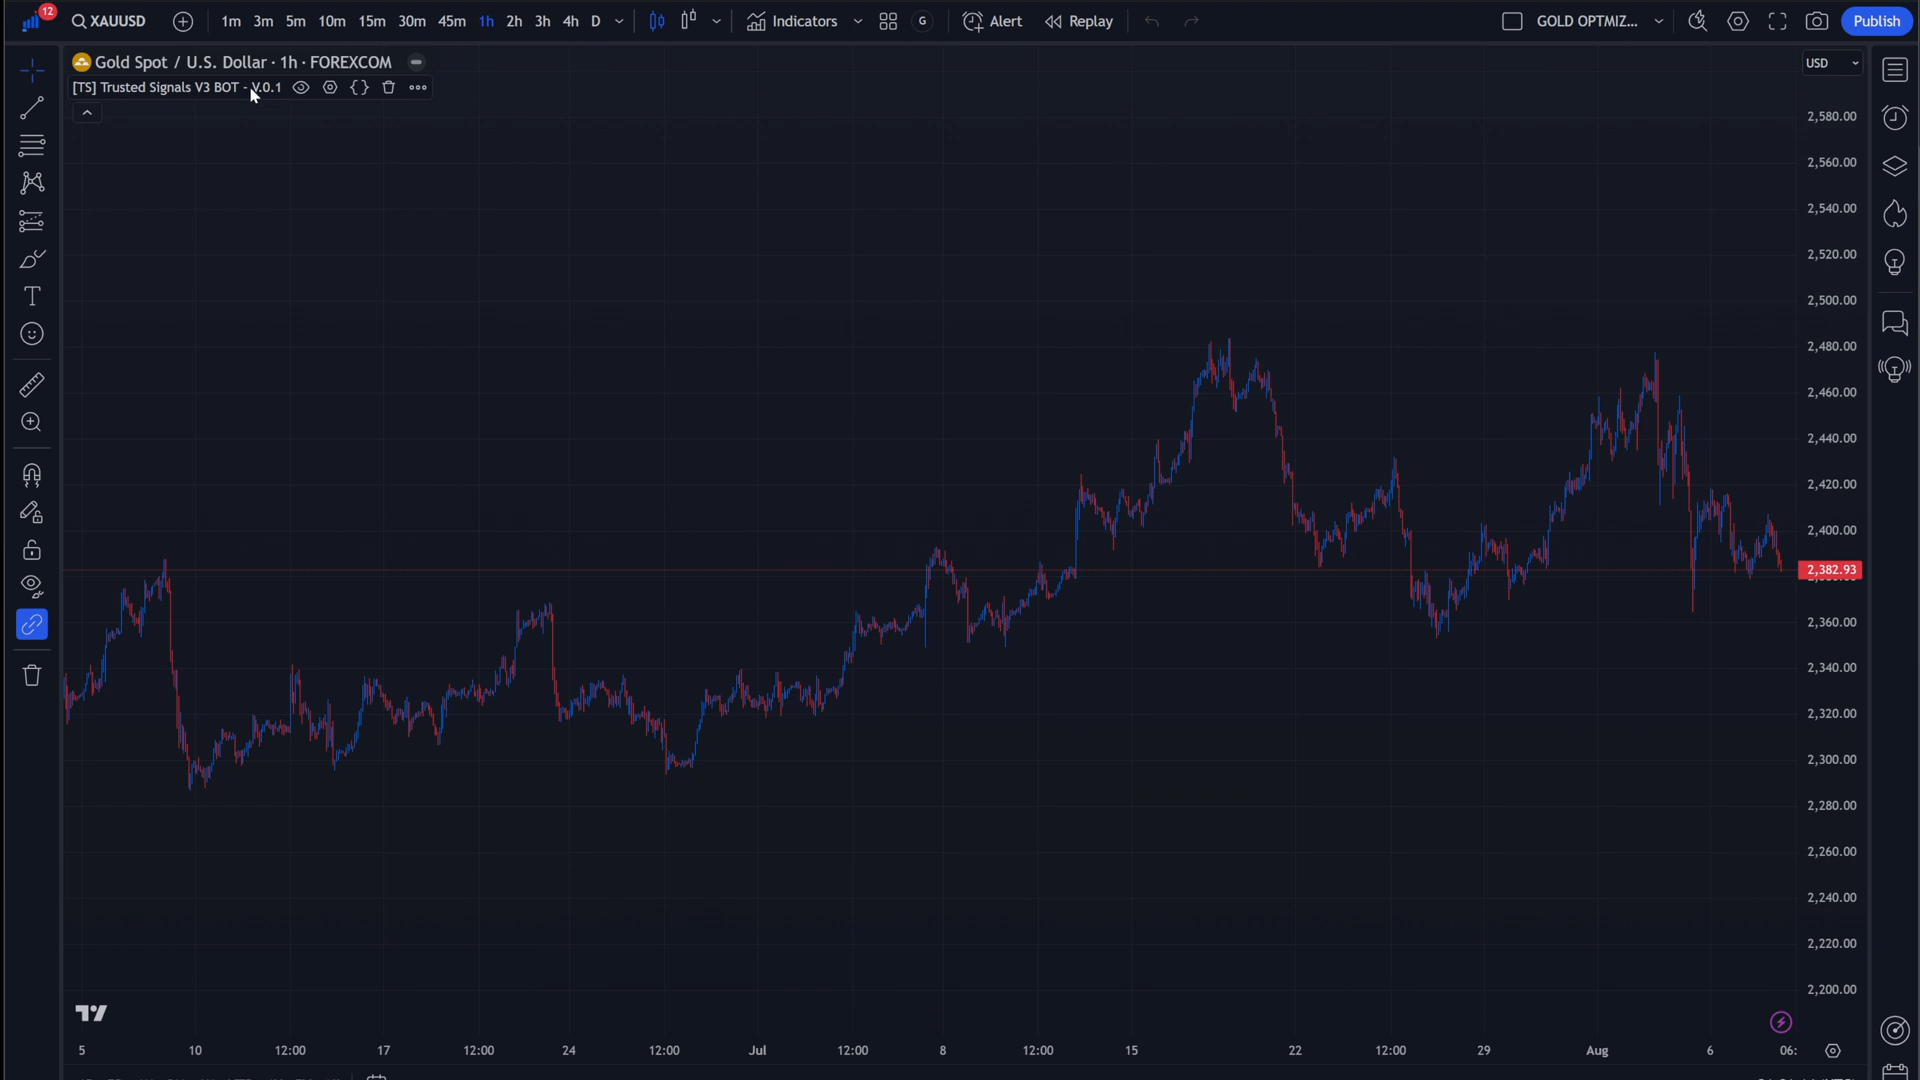 12
XAUUSD
1m 3m 5m 10m 15m 30m 45m 1h 2h 3h 4h D
Indicators
G
Alert
Replay
GOLD OPTMIZ...
Publish
Gold Spot / U.S. Dollar · 1h · FOREXCOM
[TS] Trusted Signals V3 BOT - V.0.1
USD
2,580.00
2,560.00
2,540.00
2,520.00
2,500.00
2,480.00
2,460.00
2,440.00
2,420.00
2,400.00
2,382.93
2,360.00
2,340.00
2,320.00
2,300.00
2,280.00
2,260.00
2,240.00
2,220.00
2,200.00
5 10 12:00 17 12:00 24 12:00 Jul 12:00 8 12:00 15 22 12:00 29 Aug 6 06: